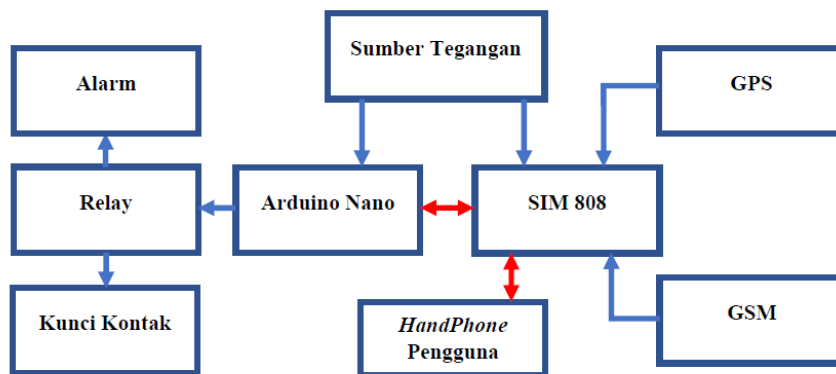 Sumber Tegangan
Alarm
GPS
Relay
Arduino Nano
SIM 808
Kunci Kontak
HandPhone
Pengguna
GSM